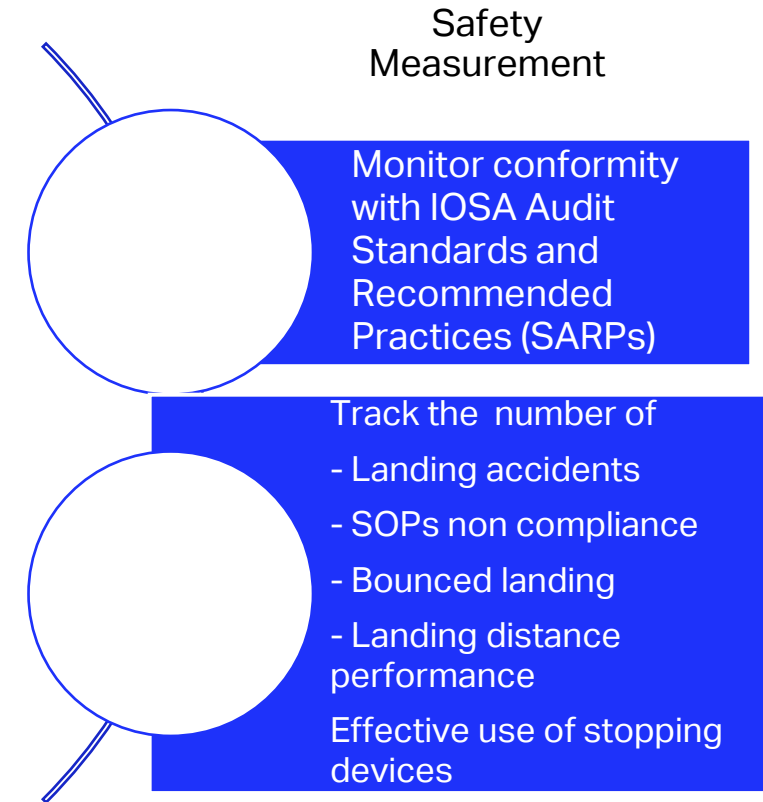 Safety
Measurement
Monitor conformity
with IOSA Audit
Standards and
Recommended
Practices (SARPs)
Track the  number of
- Landing accidents
- SOPs non compliance
- Bounced landing
- Landing distance
performance
Effective use of stopping
devices